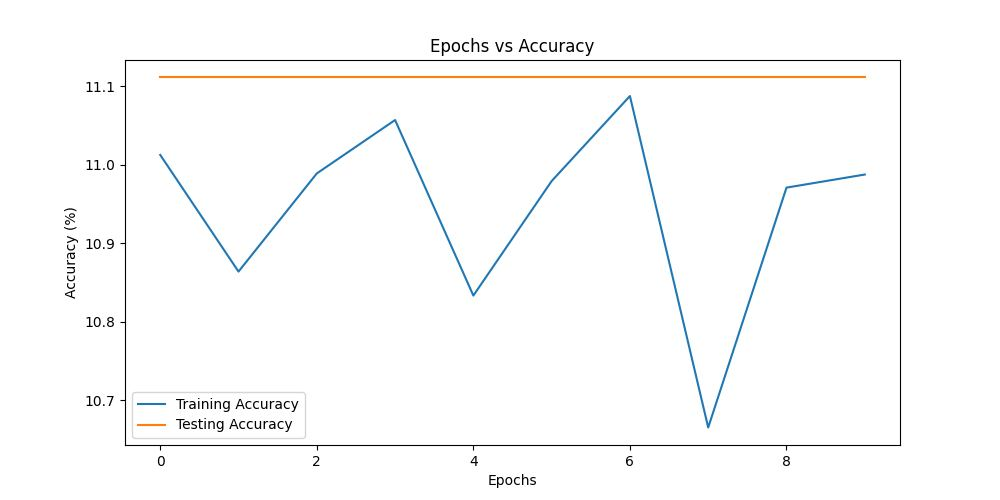 Epochs vs Accuracy
Accuracy (%)
11.1
11.0
10.9
10.8
10.7
Training Accuracy
Testing Accuracy
0 2 4 6 8
Epochs